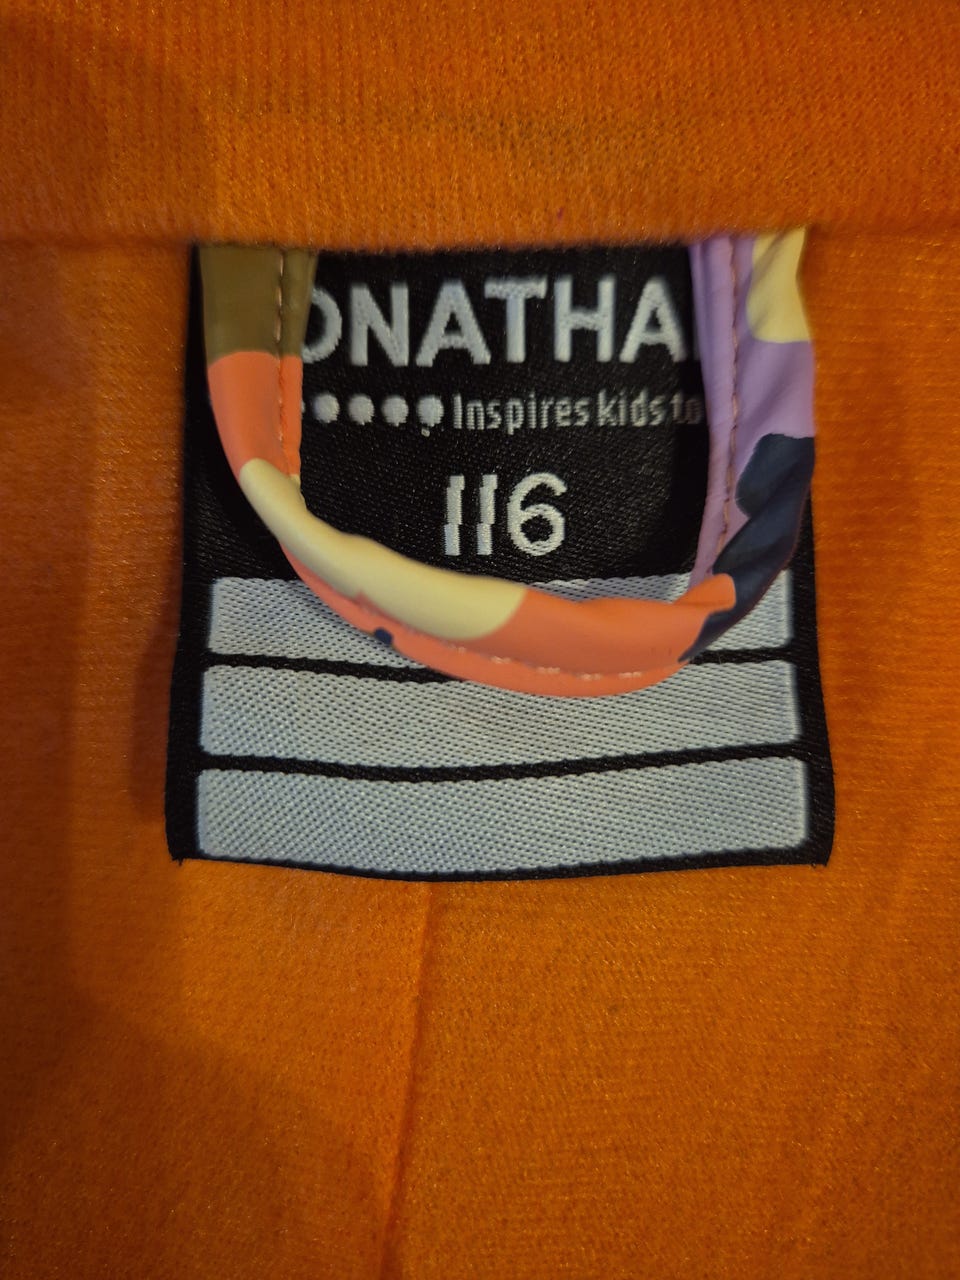 ONATHA
Inspires kids to
116